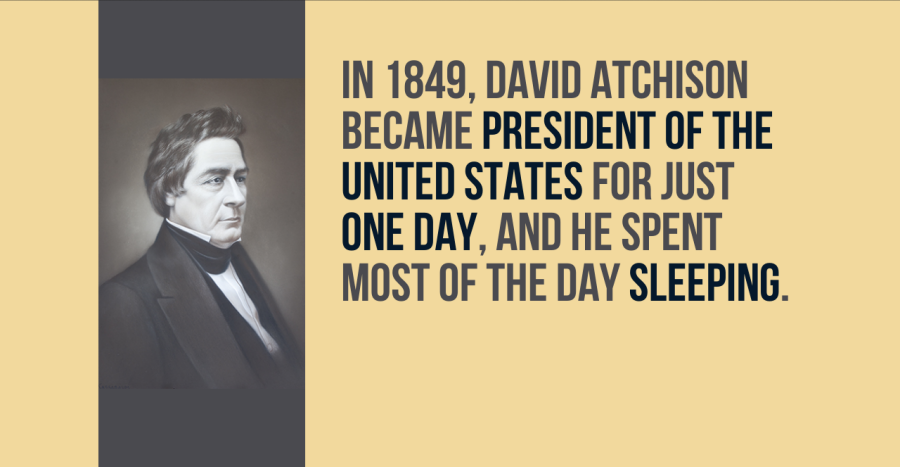 IN 1849, DAVID ATCHISON
BECAME PRESIDENT OF THE
UNITED STATES FOR JUST
ONE DAY, AND HE SPENT
MOST OF THE DAY SLEEPING.